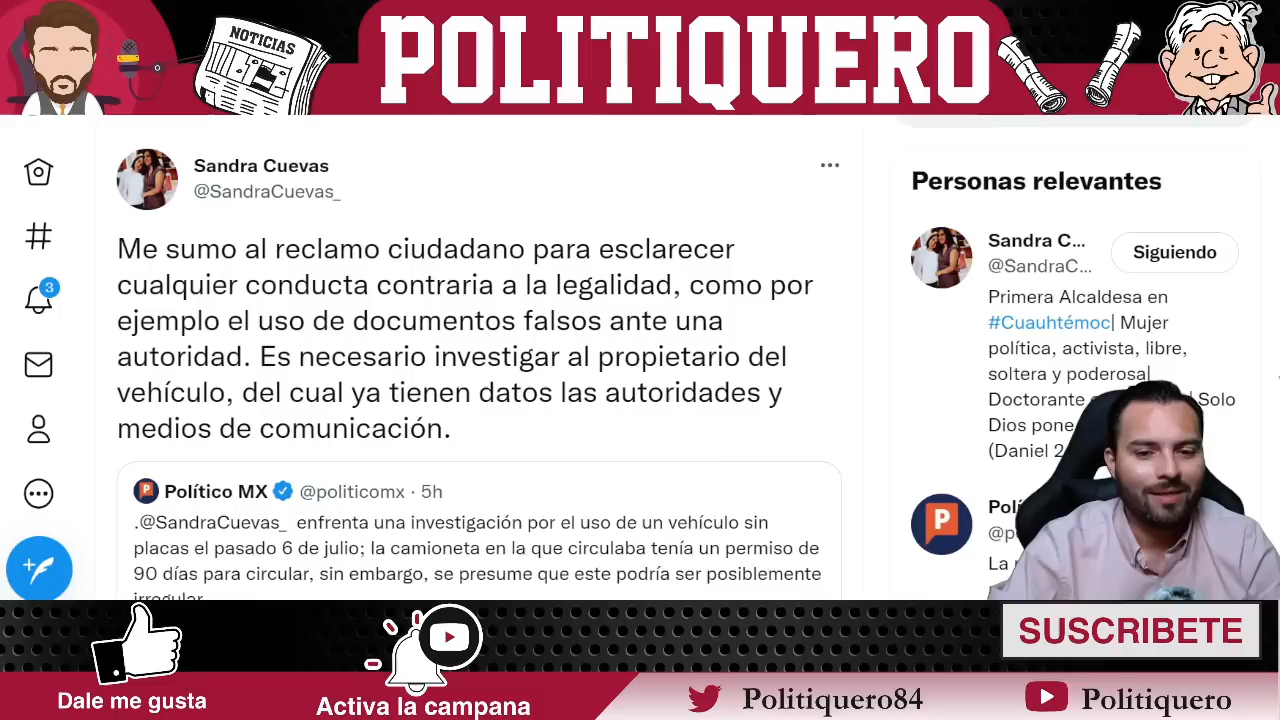 NOTICIAS
POLITIQUERO
Sandra Cuevas
@SandraCuevas_
Me sumo al reclamo ciudadano para esclarecer
cualquier conducta contraria a la legalidad, como por
ejemplo el uso de documentos falsos ante una
autoridad. Es necesario investigar al propietario del
vehículo, del cual ya tienen datos las autoridades y
medios de comunicación.
Político MX @politicomx · 5h
.@SandraCuevas_ enfrenta una investigación por el uso de un vehículo sin
placas el pasado 6 de julio; la camioneta en la que circulaba tenía un permiso de
90 días para circular, sin embargo, se presume que este podría ser posiblemente
irregular
3
Personas relevantes
Sandra C...
@SandraC...
Siguiendo
Primera Alcaldesa en
#Cuauhtémoc| Mujer
política, activista, libre,
soltera y poderosa|
Doctorante Solo
Dios pone
(Daniel 2
La
SUSCRIBETE
Dale me gusta
Activa la campana
Politiquero84
Politiquero